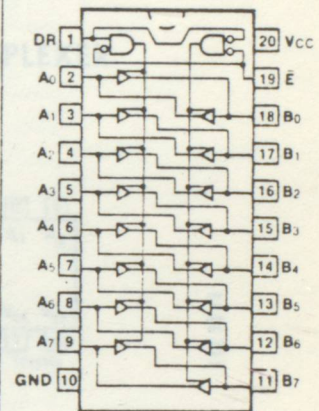 DR 1 20 VCC
A0 2 19 Ē
A1 3 18 B0
A2 4 17 B1
A3 5 16 B2
A4 6 15 B3
A5 7 14 B4
A6 8 13 B5
A7 9 12 B6
GND 10 11 B7